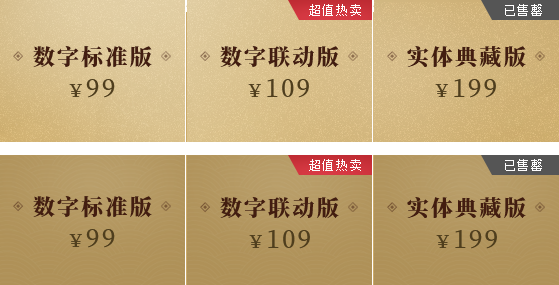 超值热卖
已售罄
数字标准版
数字联动版
实体典藏版
¥99
¥109
¥199
超值热卖
已售罄
数字标准版
数字联动版
实体典藏版
¥99
¥109
¥199